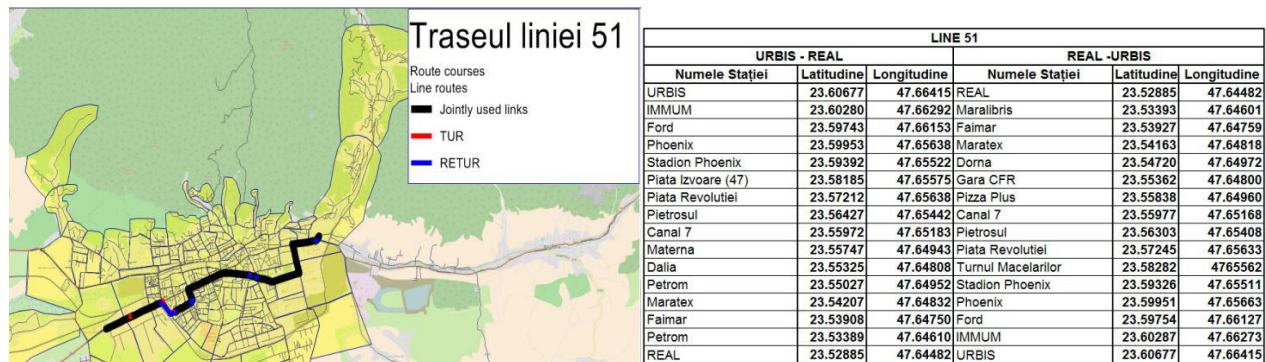 Traseul liniei 51
Route courses
Line routes
Jointly used links
TUR
RETUR
LINE 51
URBIS - REAL REAL -URBIS
Numele Stației Latitudine Longitudine Numele Stației Latitudine Longitudine
URBIS 23.60677 47.66415 REAL 23.52885 47.64482
IMMUM 23.60280 47.66292 Maralibris 23.53393 47.64601
Ford 23.59743 47.66153 Faimar 23.53927 47.64759
Phoenix 23.59953 47.65638 Maratex 23.54163 47.64818
Stadion Phoenix 23.59392 47.65522 Dorna 23.54720 47.64972
Piata Izvoare (47) 23.58185 47.65575 Gara CFR 23.55362 47.64800
Piata Revolutiei 23.57212 47.65638 Pizza Plus 23.55838 47.64960
Pietrosul 23.56427 47.65442 Canal 7 23.55977 47.65168
Canal 7 23.55972 47.65183 Pietrosul 23.56303 47.65408
Materna 23.55747 47.64943 Piata Revolutiei 23.57245 47.65633
Dalia 23.55325 47.64808 Turnul Macelarilor 23.58282 4765562
Petrom 23.55027 47.64952 Stadion Phoenix 23.59326 47.65511
Maratex 23.54207 47.64832 Phoenix 23.59951 47.65663
Faimar 23.53908 47.64750 Ford 23.59754 47.66127
Petrom 23.53389 47.64610 IMMUM 23.60287 47.66273
REAL 23.52885 47.64482 URBIS 23.60677 47.66415